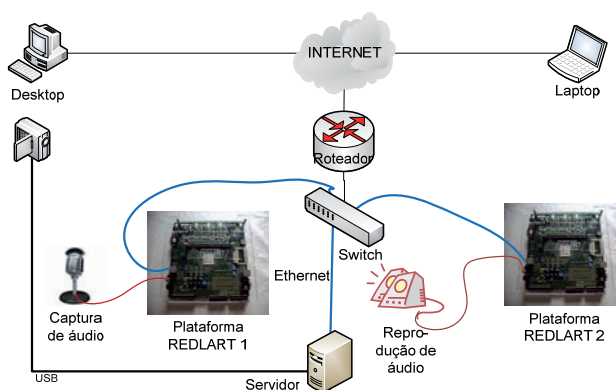 INTERNET
Desktop
Laptop
Roteador
Switch
Ethernet
Captura
de áudio
Plataforma
REDLART 1
Repro-
dução de
áudio
Plataforma
REDLART 2
USB
Servidor